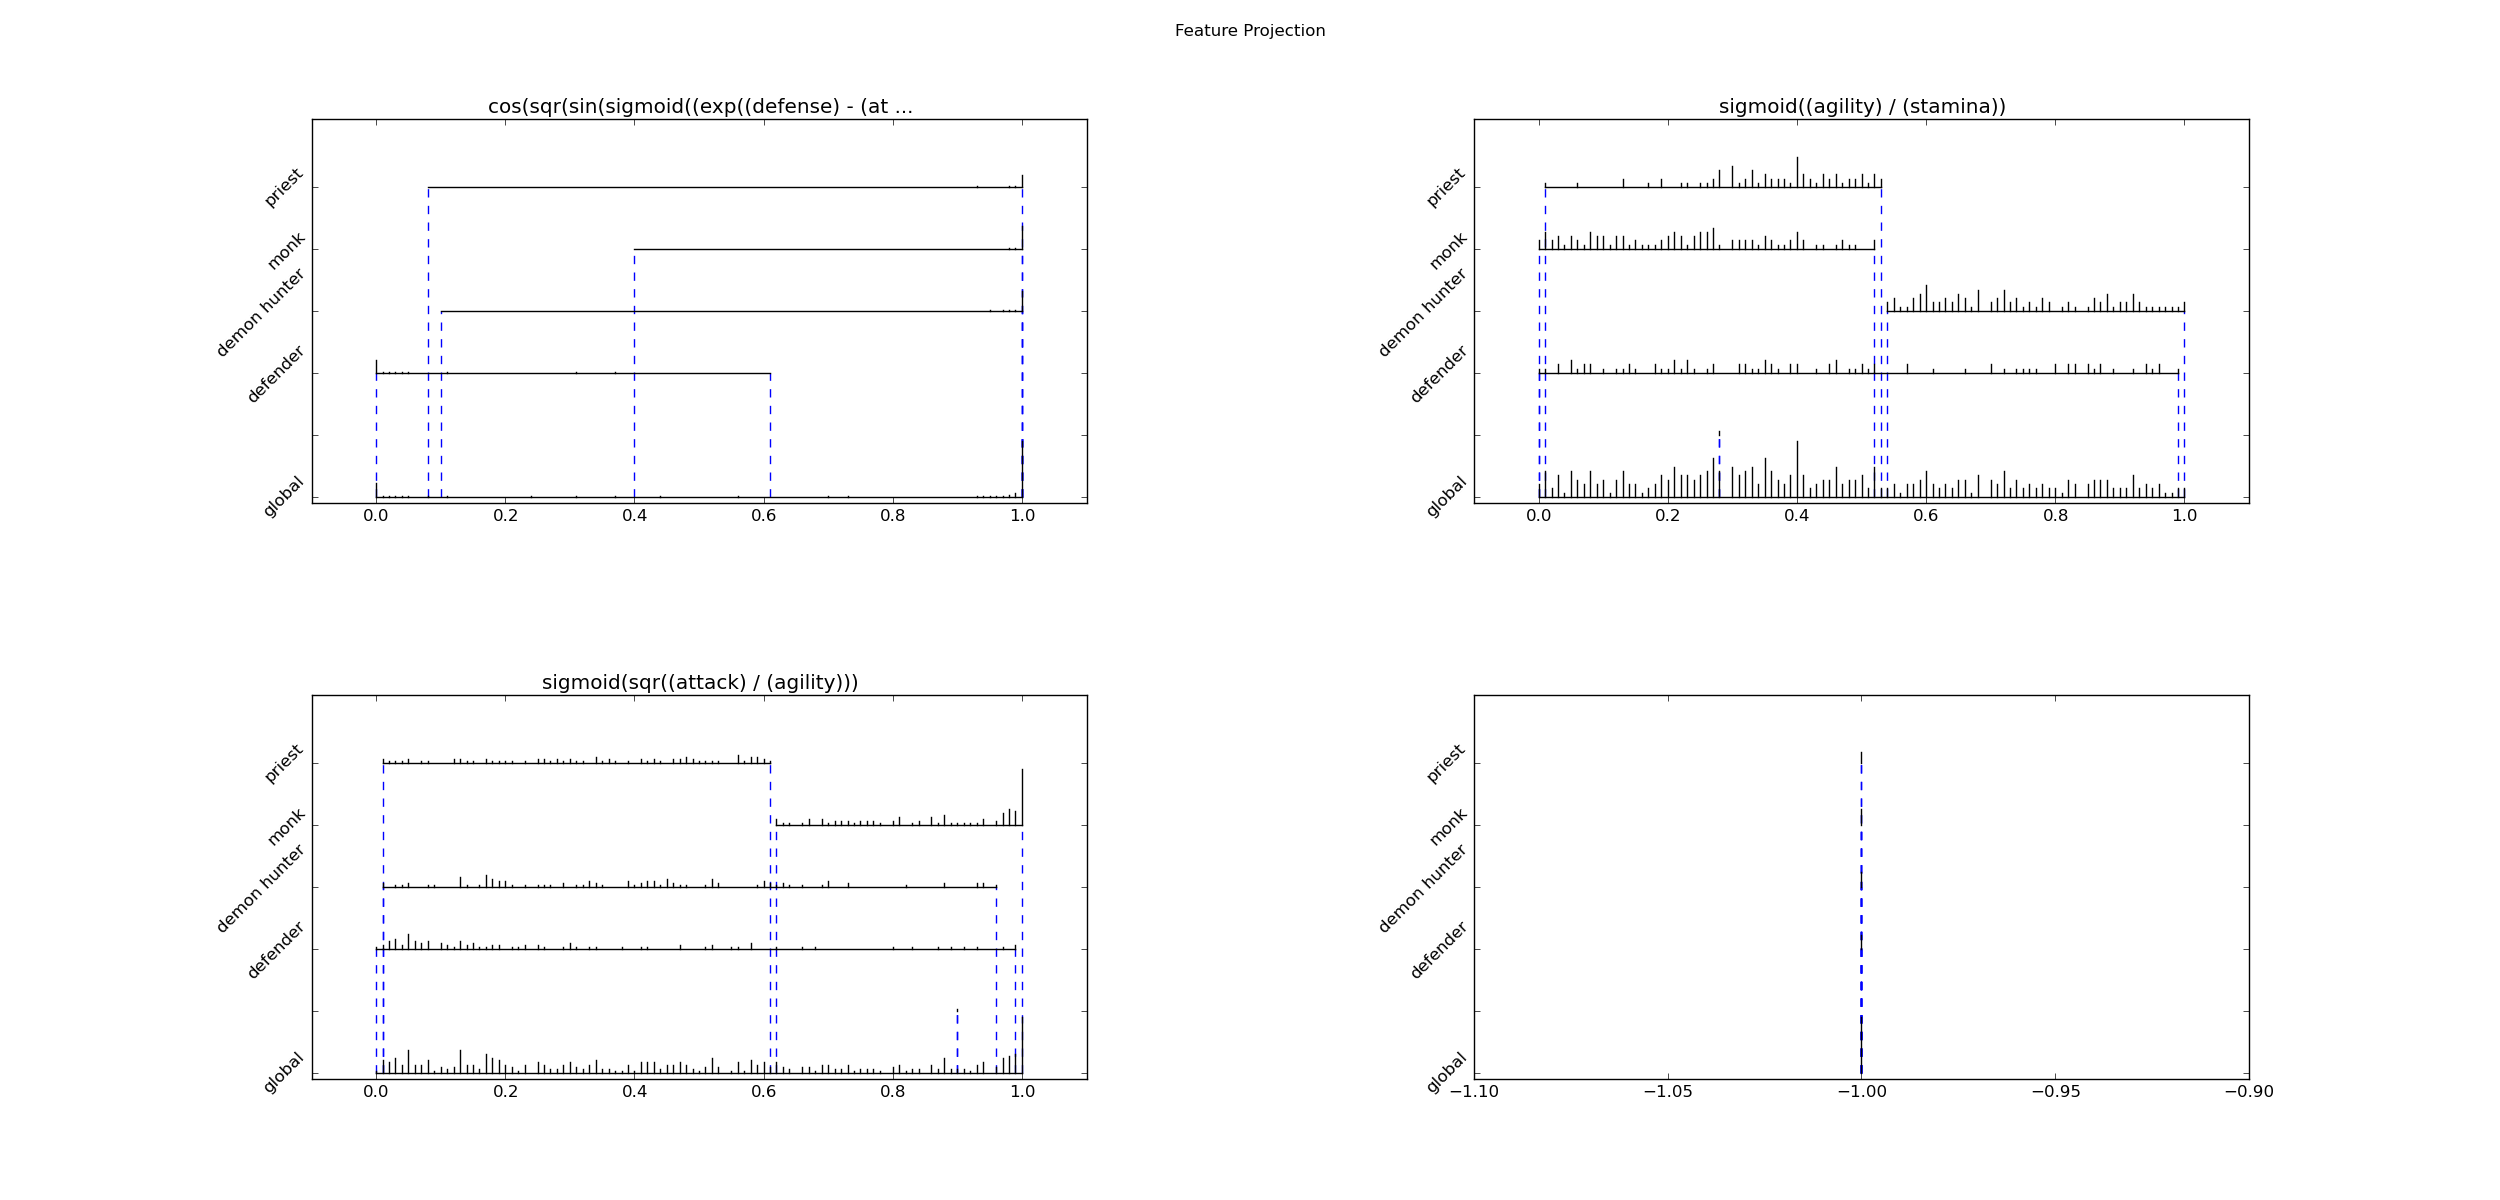 Feature Projection
cos(sqr(sin(sigmoid((exp((defense) - (at ...
priest
monk
demon hunter
defender
global
0.0 0.2 0.4 0.6 0.8 1.0
sigmoid((agility) / (stamina))
priest
monk
demon hunter
defender
global
0.0 0.2 0.4 0.6 0.8 1.0
sigmoid(sqr((attack) / (agility)))
priest
monk
demon hunter
defender
global
0.0 0.2 0.4 0.6 0.8 1.0
priest
monk
demon hunter
defender
global
−1.10 −1.05 −1.00 −0.95 −0.90